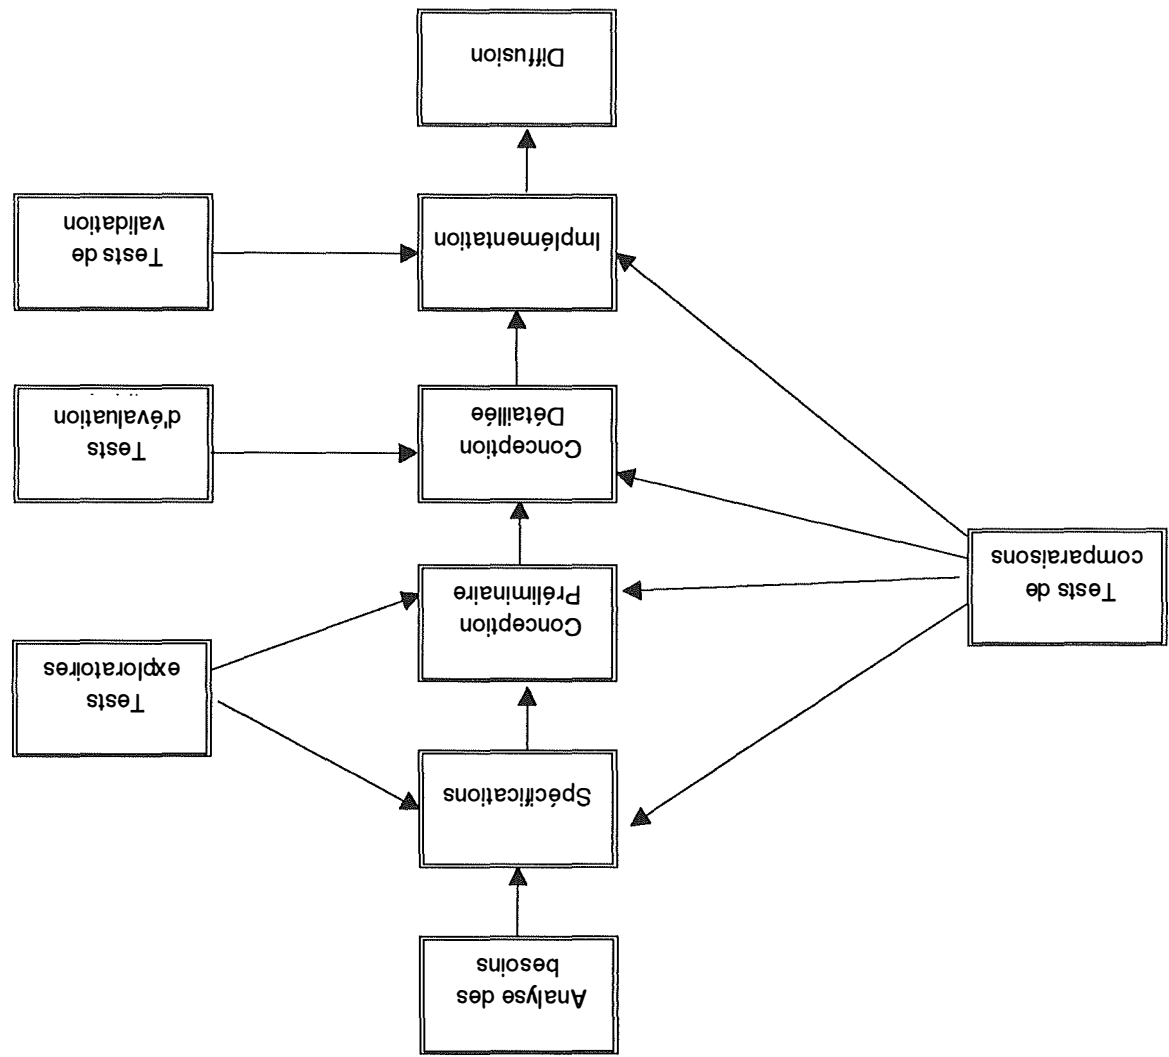 Analyse des
besoins
Spécifications
Tests
exploratoires
Conception
Préliminaire
Tests de
comparaisons
Conception
Détaillée
Tests
d'évaluation
Implémentation
Tests de
validation
Diffusion